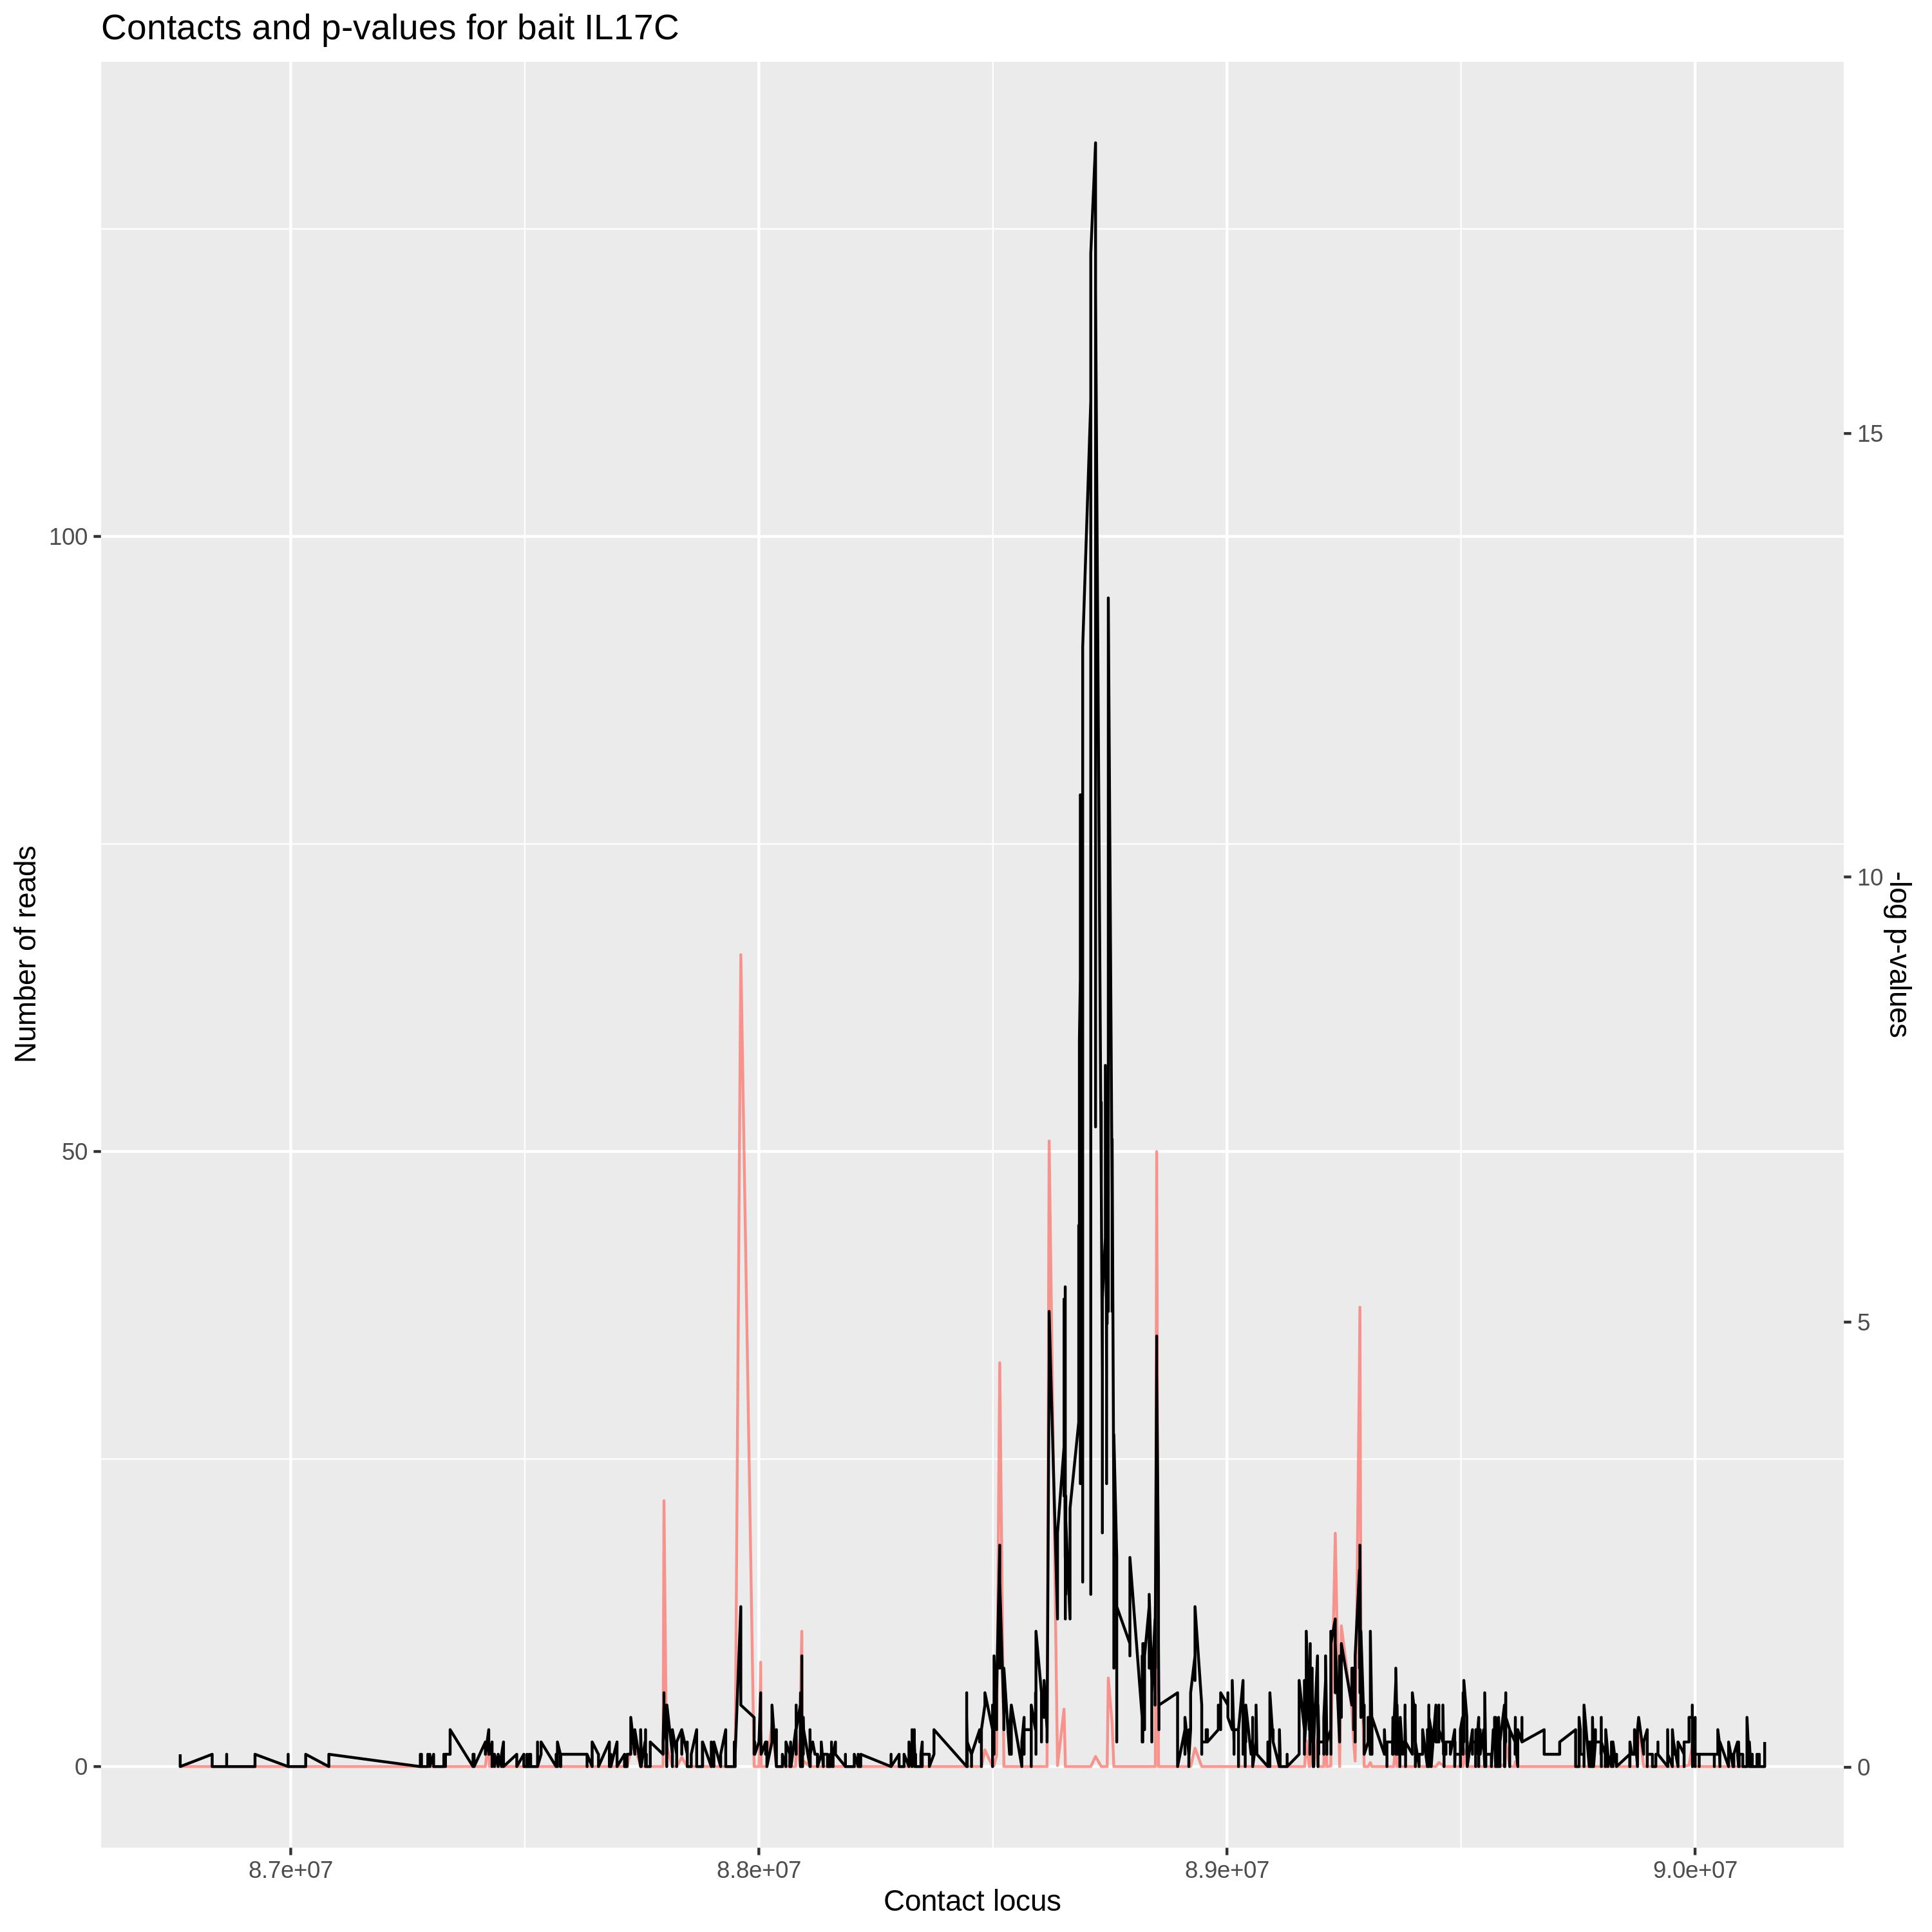 Contacts and p-values for bait IL17C
Number of reads
100
50
0
15
10
5
0
-log p-values
8.7e+07
8.8e+07
8.9e+07
9.0e+07
Contact locus